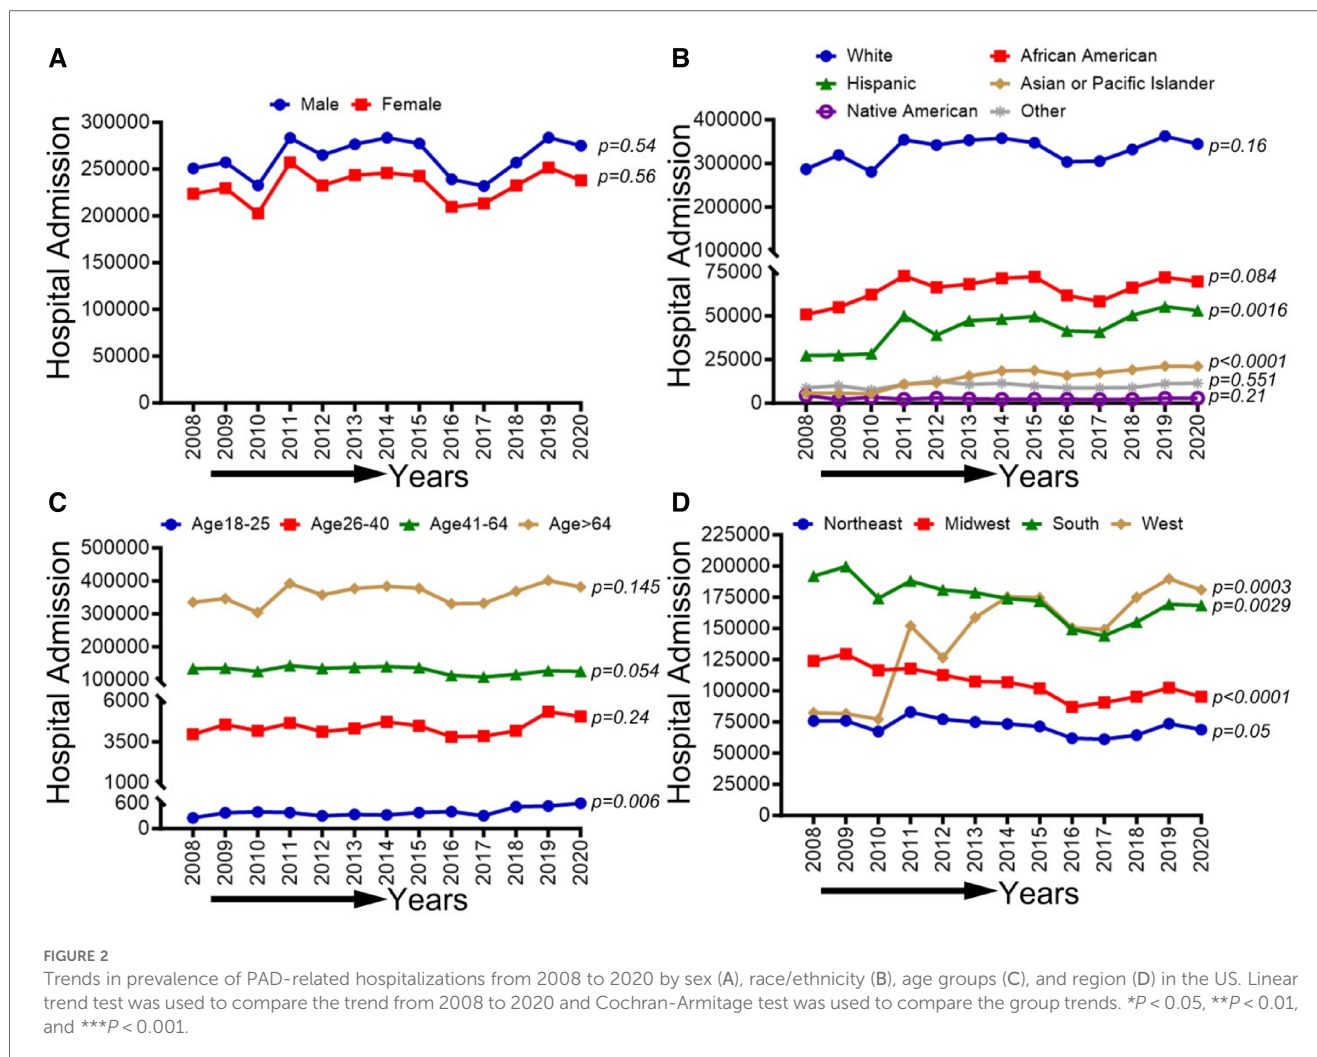 A
Male Female
300000
250000
200000
150000
100000
50000
0
Hospital Admission
p=0.54
p=0.56
2008 2009 2010 2011 2012 2013 2014 2015 2016 2017 2018 2019 2020
Years
B
White African American
Hispanic Asian or Pacific Islander
Native American Other
400000
300000
200000
100000
75000
50000
25000
0
Hospital Admission
p=0.16
p=0.084
p=0.0016
p<0.0001
p=0.551
p=0.21
2008 2009 2010 2011 2012 2013 2014 2015 2016 2017 2018 2019 2020
Years
C
Age18-25 Age26-40 Age41-64 Age>64
500000
400000
300000
200000
100000
6000
3500
1000
600
0
Hospital Admission
p=0.145
p=0.054
p=0.24
p=0.006
2008 2009 2010 2011 2012 2013 2014 2015 2016 2017 2018 2019 2020
Years
D
Northeast Midwest South West
225000
200000
175000
150000
125000
100000
75000
50000
25000
0
Hospital Admission
p=0.0003
p=0.0029
p<0.0001
p=0.05
2008 2009 2010 2011 2012 2013 2014 2015 2016 2017 2018 2019 2020
Years
FIGURE 2
Trends in prevalence of PAD-related hospitalizations from 2008 to 2020 by sex (A), race/ethnicity (B), age groups (C), and region (D) in the US. Linear
trend test was used to compare the trend from 2008 to 2020 and Cochran-Armitage test was used to compare the group trends. *P < 0.05, **P < 0.01,
and ***P < 0.001.